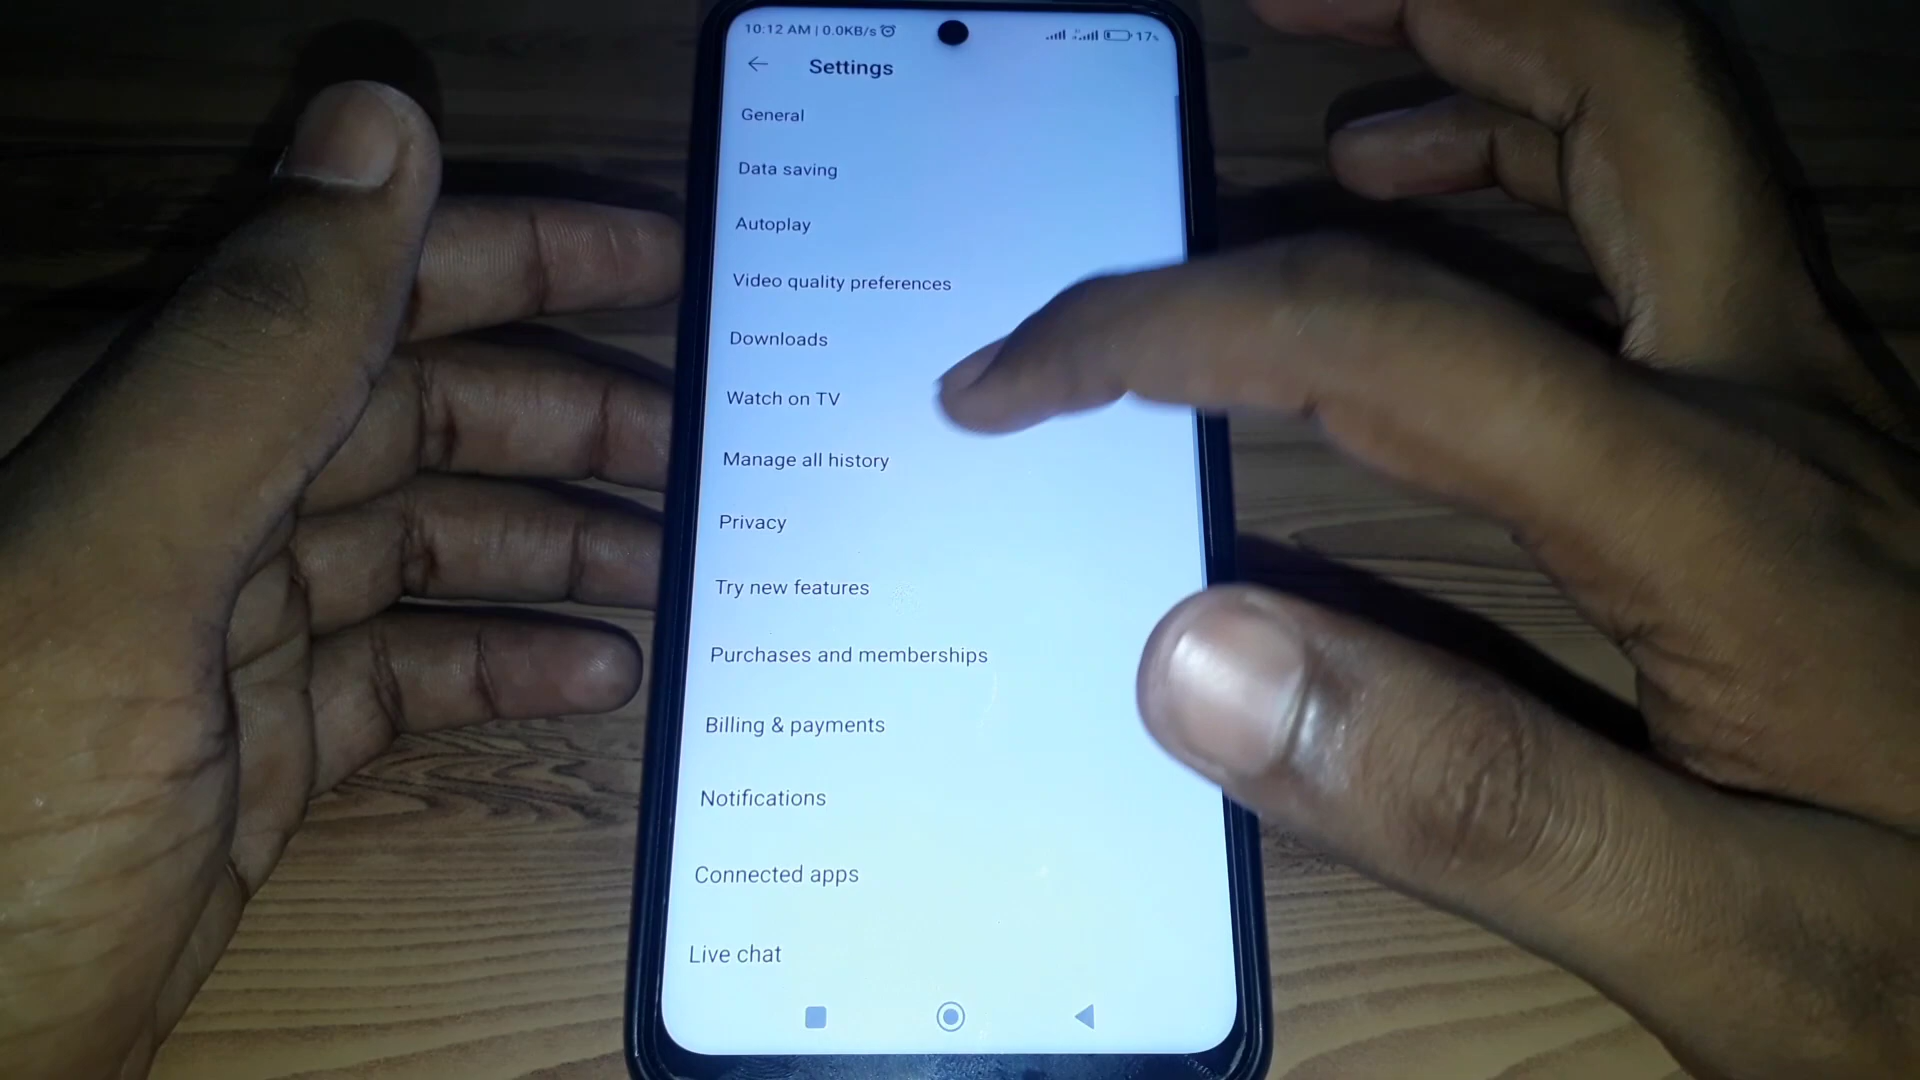 10:12 AM | 0.0KB/s
17%
Settings
General
Data saving
Autoplay
Video quality preferences
Downloads
Watch on TV
Manage all history
Privacy
Try new features
Purchases and memberships
Billing & payments
Notifications
Connected apps
Live chat